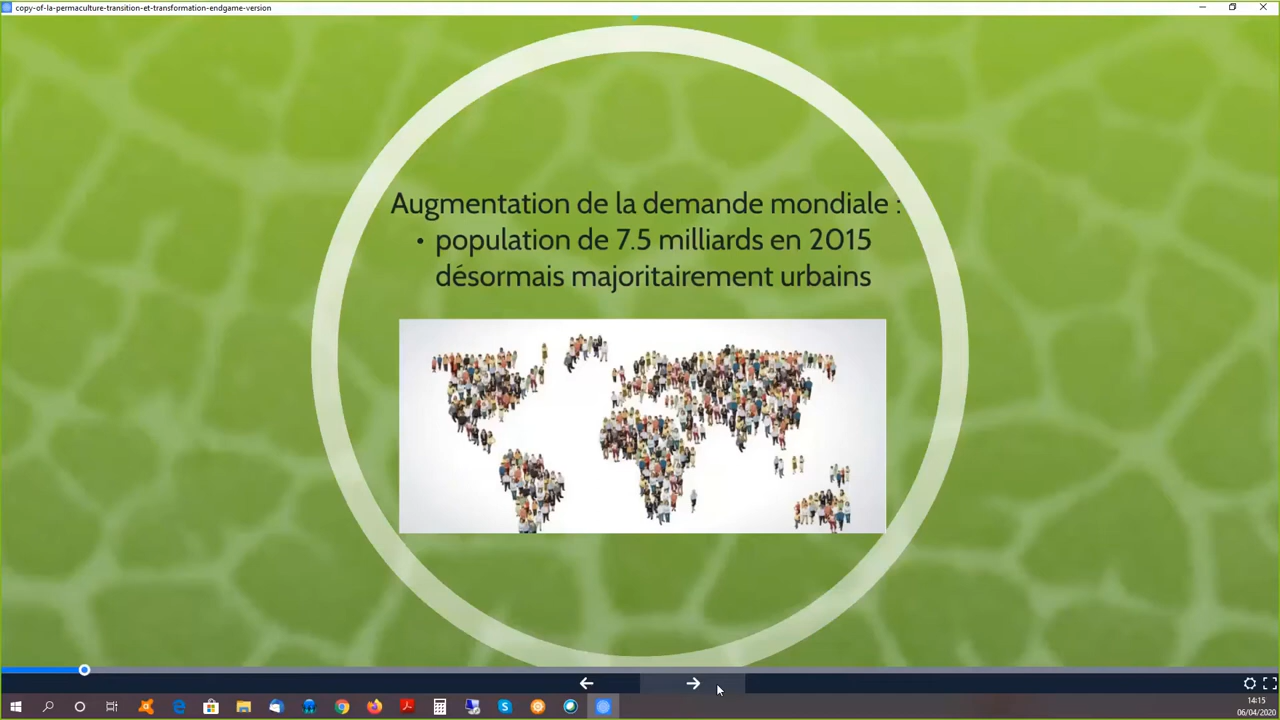 copy-of-la-permaculture-transition-et-transformation-endgame-version
Augmentation de la demande mondiale :
• population de 7.5 milliards en 2015
désormais majoritairement urbains
14:15
06/04/2020